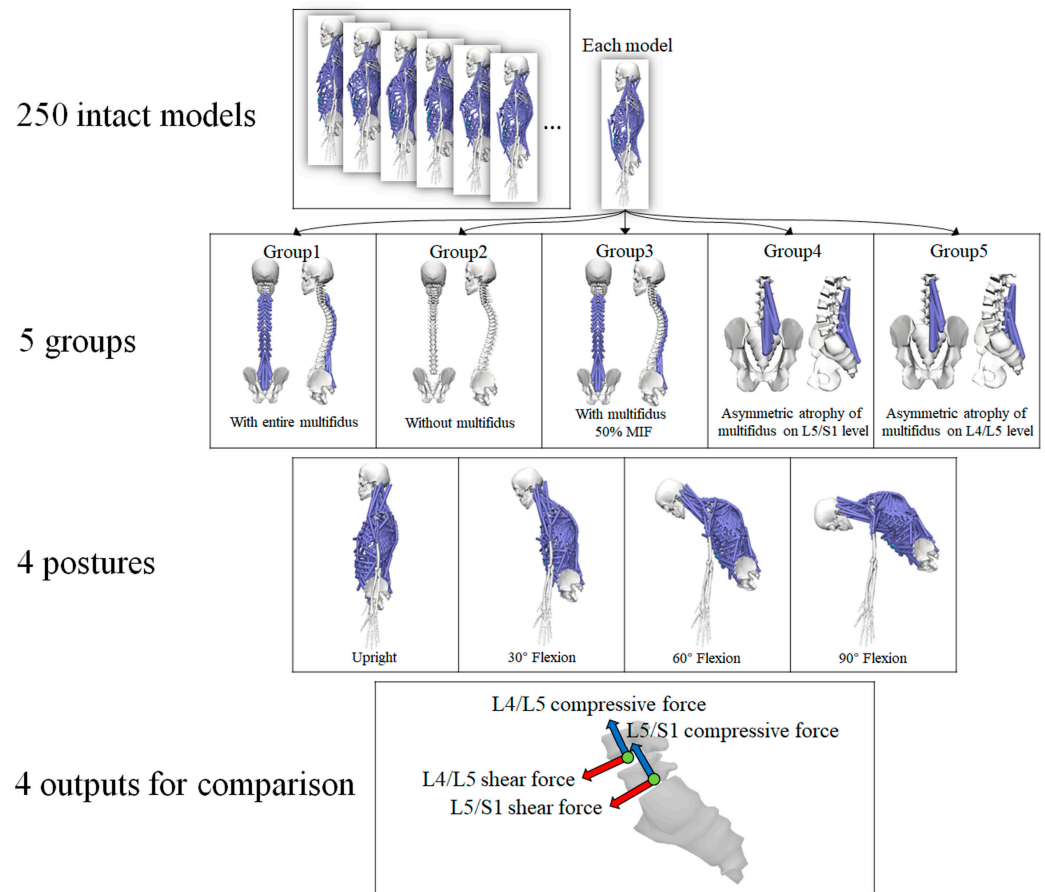 Each model
250 intact models
...
Group1
Group2
Group3
Group4
Group5
5 groups
With entire multifidus
Without multifidus
With multifidus
50% MIF
Asymmetric atrophy of
multifidus on L5/S1 level
Asymmetric atrophy of
multifidus on L4/L5 level
4 postures
Upright
30° Flexion
60° Flexion
90° Flexion
L4/L5 compressive force
L5/S1 compressive force
4 outputs for comparison
L4/L5 shear force
L5/S1 shear force